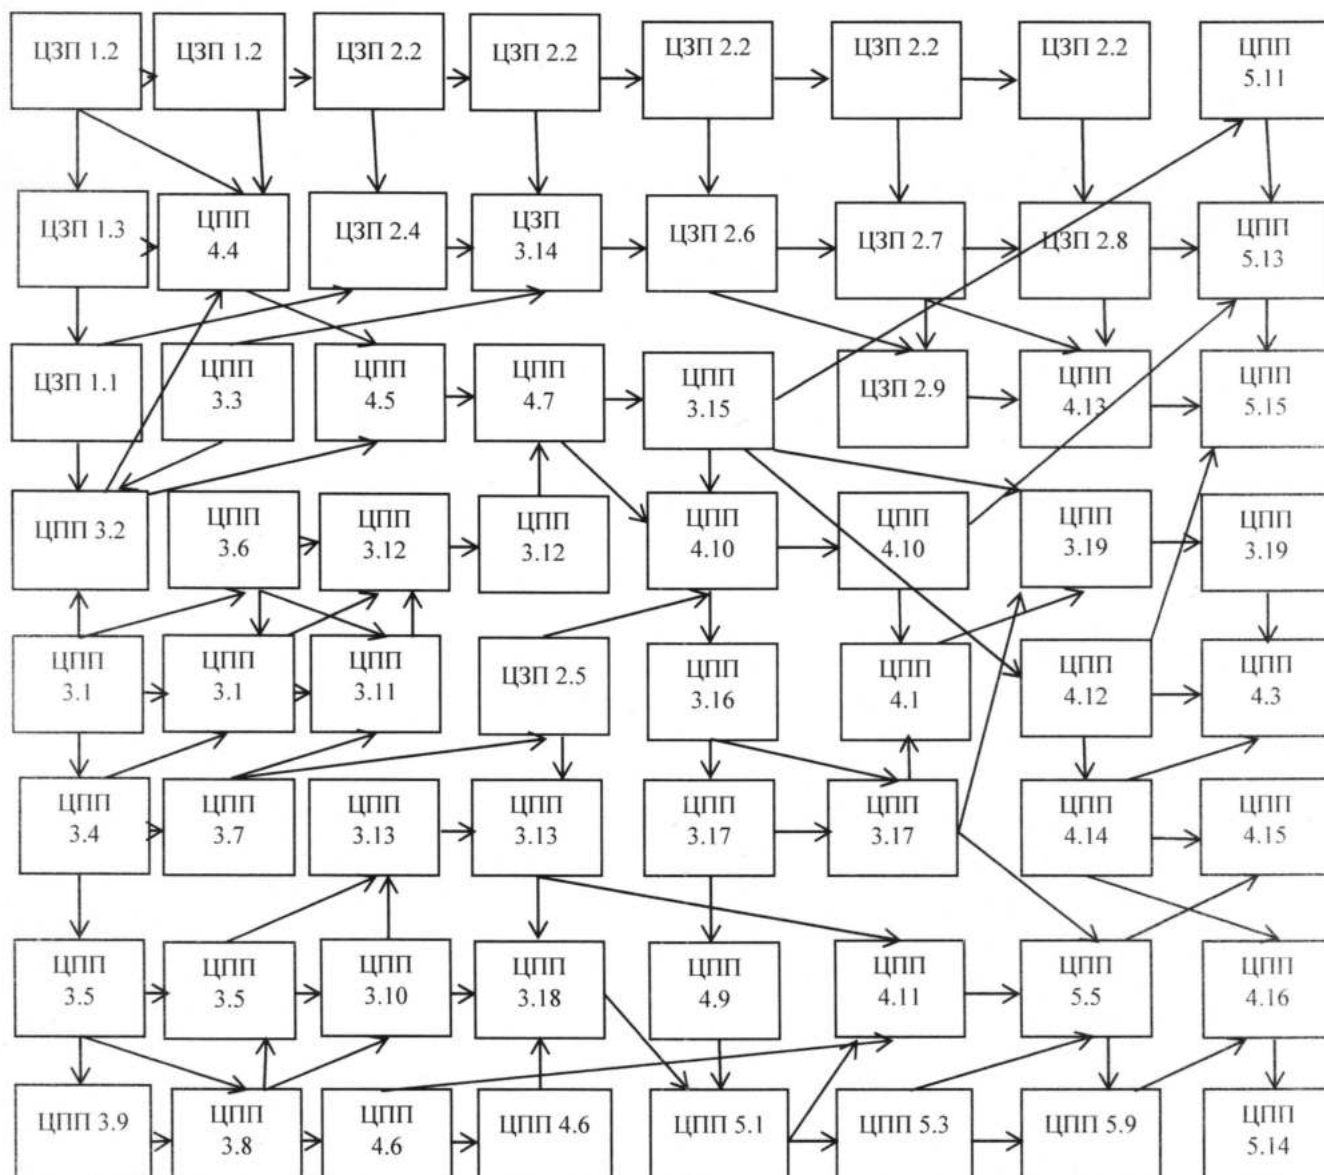 ЦЗП 1.2
ЦЗП 1.2
ЦЗП 2.2
ЦЗП 2.2
ЦЗП 2.2
ЦЗП 2.2
ЦЗП 2.2
ЦПП
5.11
ЦЗП 1.3
ЦПП
4.4
ЦЗП 2.4
ЦЗП
3.14
ЦЗП 2.6
ЦЗП 2.7
ЦЗП 2.8
ЦПП
5.13
ЦЗП 1.1
ЦПП
3.3
ЦПП
4.5
ЦПП
4.7
ЦПП
3.15
ЦЗП 2.9
ЦПП
4.13
ЦПП
5.15
ЦПП 3.2
ЦПП
3.6
ЦПП
3.12
ЦПП
3.12
ЦПП
4.10
ЦПП
4.10
ЦПП
3.19
ЦПП
3.19
ЦПП
3.1
ЦПП
3.1
ЦПП
3.11
ЦЗП 2.5
ЦПП
3.16
ЦПП
4.1
ЦПП
4.12
ЦПП
4.3
ЦПП
3.4
ЦПП
3.7
ЦПП
3.13
ЦПП
3.13
ЦПП
3.17
ЦПП
3.17
ЦПП
4.14
ЦПП
4.15
ЦПП
3.5
ЦПП
3.5
ЦПП
3.10
ЦПП
3.18
ЦПП
4.9
ЦПП
4.11
ЦПП
5.5
ЦПП
4.16
ЦПП 3.9
ЦПП
3.8
ЦПП
4.6
ЦПП 4.6
ЦПП 5.1
ЦПП 5.3
ЦПП 5.9
ЦПП
5.14